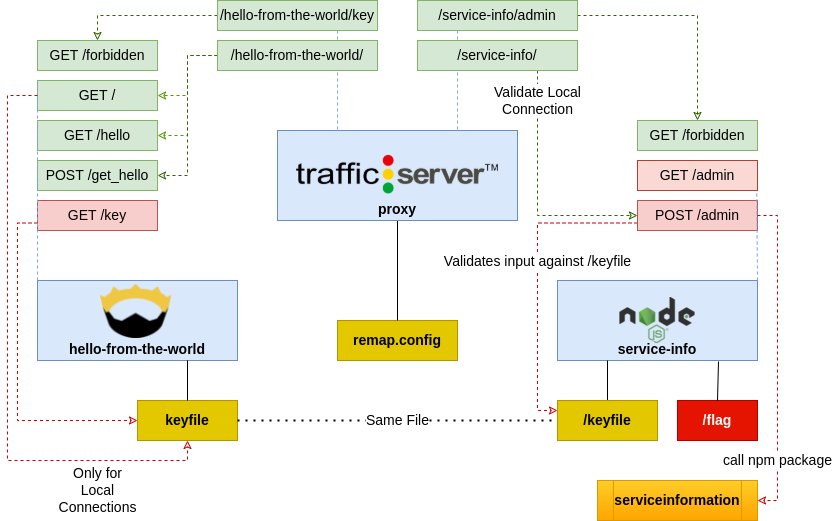 /hello-from-the-world/key
/service-info/admin
GET /forbidden
/hello-from-the-world/
/service-info/
GET /
Validate Local
Connection
GET /hello
GET /forbidden
POST /get_hello
traffic server™
GET /admin
proxy
GET /key
POST /admin
Validates input against /keyfile
node
JS
hello-from-the-world
remap.config
service-info
keyfile
Same File
/keyfile
/flag
Only for
Local
Connections
call npm package
serviceinformation